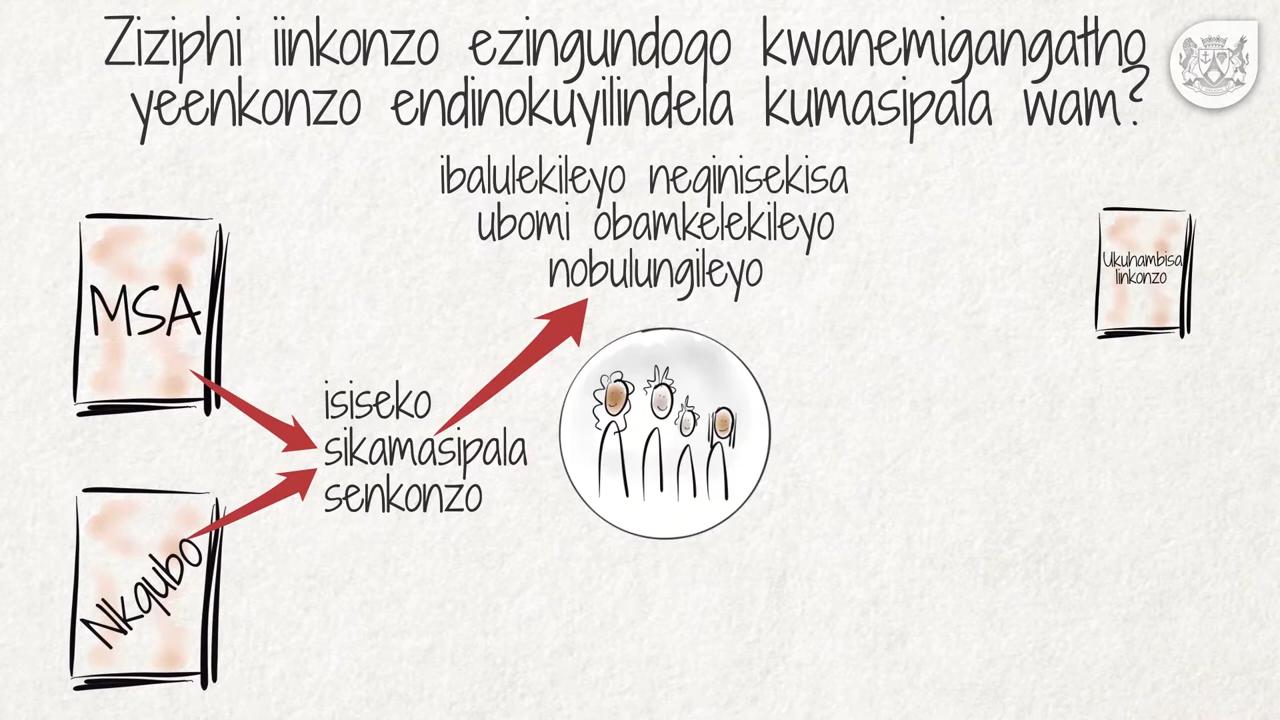 Ziziphi iinkonzo ezingundoqo kwanemigangatho
yeenkonzo endinokuyilindela kumasipala wam?
ibalulekileyo neqinisekisa
ubomi obamkelekileyo
nobulungileyo
MSA
Ukuhambisa
Iinkonzo
isiseko
sikamasipala
senkonzo
Nkqubo